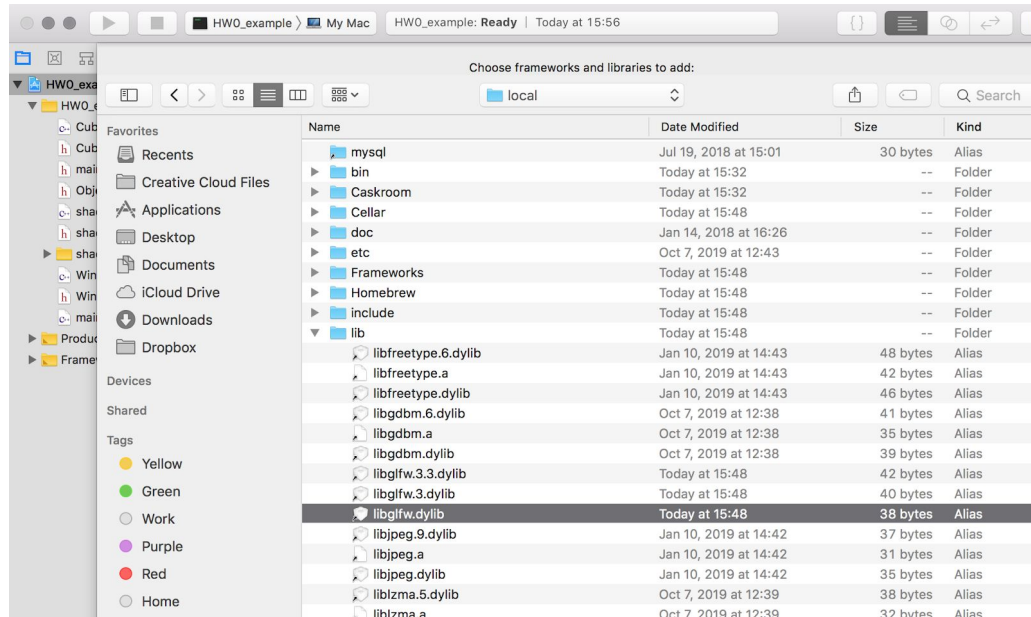 HW0_example 〉 My Mac HW0_example: Ready | Today at 15:56
Choose frameworks and libraries to add:
HW0_exa
HW0_e
Cub
Cub
mai
Obj
sha
sha
sha
Win
Win
mai
Produc
Framew
local
Search
Favorites
Recents
Creative Cloud Files
Applications
Desktop
Documents
iCloud Drive
Downloads
Dropbox
Devices
Shared
Tags
Yellow
Green
Work
Purple
Red
Home
Name Date Modified Size Kind
mysql Jul 19, 2018 at 15:01 30 bytes Alias
bin Today at 15:32 -- Folder
Caskroom Today at 15:32 -- Folder
Cellar Today at 15:48 -- Folder
doc Jan 14, 2018 at 16:26 -- Folder
etc Oct 7, 2019 at 12:43 -- Folder
Frameworks Today at 15:48 -- Folder
Homebrew Today at 15:48 -- Folder
include Today at 15:48 -- Folder
lib Today at 15:48 -- Folder
libfreetype.6.dylib Jan 10, 2019 at 14:43 48 bytes Alias
libfreetype.a Jan 10, 2019 at 14:43 42 bytes Alias
libfreetype.dylib Jan 10, 2019 at 14:43 46 bytes Alias
libgdbm.6.dylib Oct 7, 2019 at 12:38 41 bytes Alias
libgdbm.a Oct 7, 2019 at 12:38 35 bytes Alias
libgdbm.dylib Oct 7, 2019 at 12:38 39 bytes Alias
libglfw.3.3.dylib Today at 15:48 42 bytes Alias
libglfw.3.dylib Today at 15:48 40 bytes Alias
libglfw.dylib Today at 15:48 38 bytes Alias
libjpeg.9.dylib Jan 10, 2019 at 14:42 37 bytes Alias
libjpeg.a Jan 10, 2019 at 14:42 31 bytes Alias
libjpeg.dylib Jan 10, 2019 at 14:42 35 bytes Alias
liblzma.5.dylib Oct 7, 2019 at 12:39 38 bytes Alias
liblzma.a Oct 7, 2019 at 12:39 32 bytes Alias